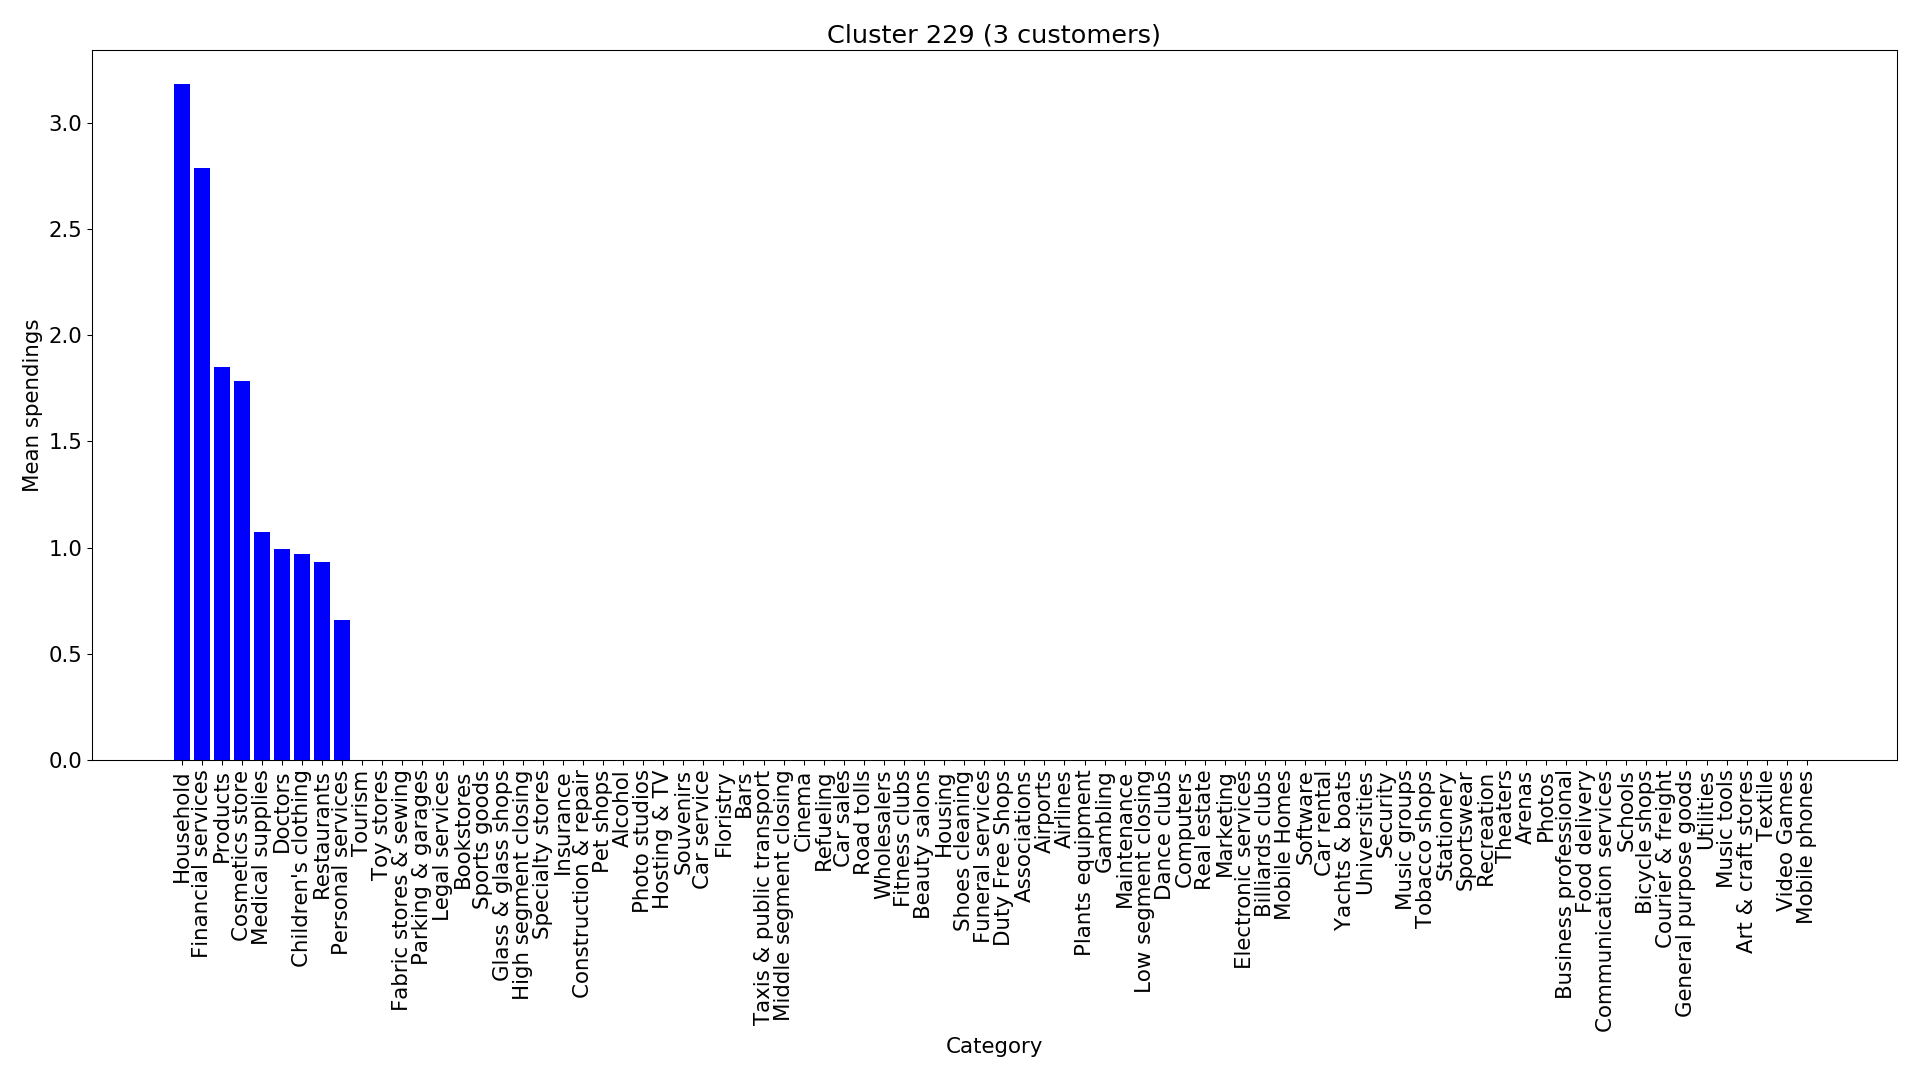 Cluster 229 (3 customers)
Mean spendings
3.0
2.5
2.0
1.5
1.0
0.5
0.0
Household
Financial services
Products
Cosmetics store
Medical supplies
Doctors
Children's clothing
Restaurants
Personal services
Tourism
Toy stores
Fabric stores & sewing
Parking & garages
Legal services
Bookstores
Sports goods
Glass & glass shops
High segment closing
Specialty stores
Insurance
Construction & repair
Pet shops
Alcohol
Photo studios
Hosting & TV
Souvenirs
Car service
Floristry
Bars
Taxis & public transport
Middle segment closing
Cinema
Refueling
Car sales
Road tolls
Wholesalers
Fitness clubs
Beauty salons
Housing
Shoes cleaning
Funeral services
Duty Free Shops
Associations
Airports
Airlines
Plants equipment
Gambling
Maintenance
Low segment closing
Dance clubs
Computers
Real estate
Marketing
Electronic services
Billiards clubs
Mobile Homes
Software
Car rental
Yachts & boats
Universities
Security
Music groups
Tobacco shops
Stationery
Sportswear
Recreation
Theaters
Arenas
Photos
Business professional
Food delivery
Communication services
Schools
Bicycle shops
Courier & freight
General purpose goods
Utilities
Music tools
Art & craft stores
Textile
Video Games
Mobile phones
Category